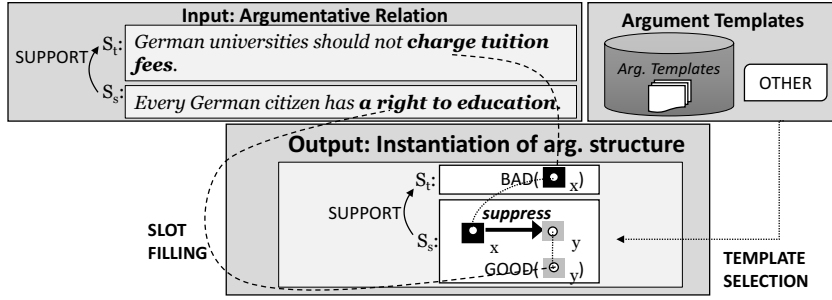 Input: Argumentative Relation
SUPPORT
Sₜ:
German universities should not charge tuition
fees.
Sₛ:
Every German citizen has a right to education.
Argument Templates
Arg. Templates
OTHER
Output: Instantiation of arg. structure
Sₜ:
BAD( x)
SUPPORT
suppress
Sₛ:
x
y
GOOD( y)
SLOT
FILLING
TEMPLATE
SELECTION